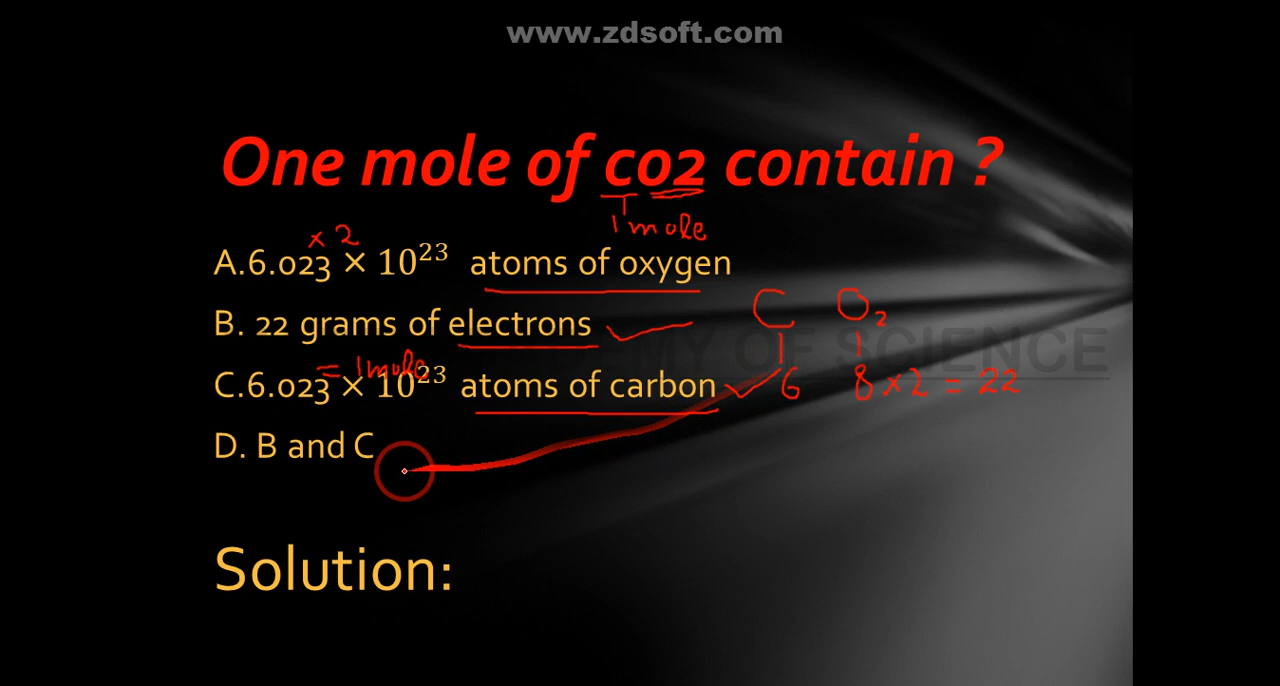 www.zdsoft.com
One mole of co2 contain ?
1 mole
× 2
A.6.023 × 10²³ atoms of oxygen
C O₂
B. 22 grams of electrons
= 1 mole
C.6.023 × 10²³ atoms of carbon
6 8 × 2 = 22
D. B and C
Solution: